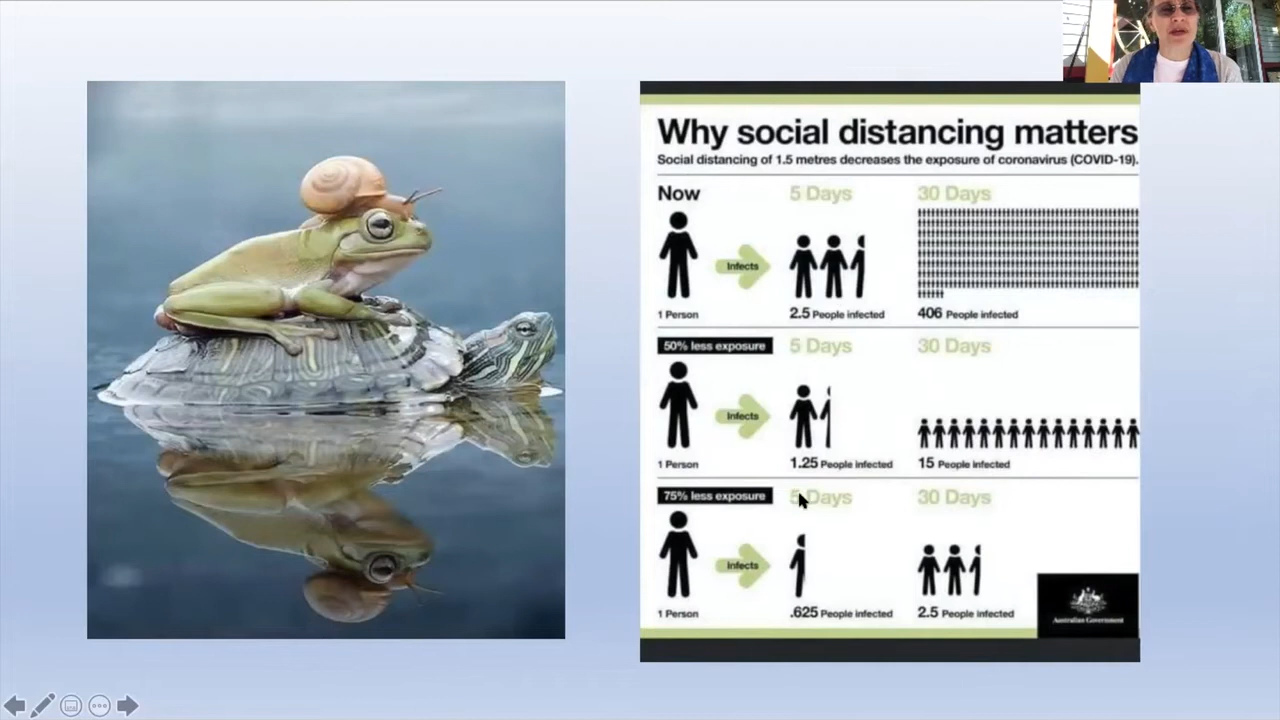 Why social distancing matters
Social distancing of 1.5 metres decreases the exposure of coronavirus (COVID-19).
Now 5 Days 30 Days
Infects
1 Person 2.5 People infected 406 People infected
50% less exposure 5 Days 30 Days
Infects
1 Person 1.25 People infected 15 People infected
75% less exposure 5 Days 30 Days
Infects
1 Person .625 People infected 2.5 People infected
Australian Government